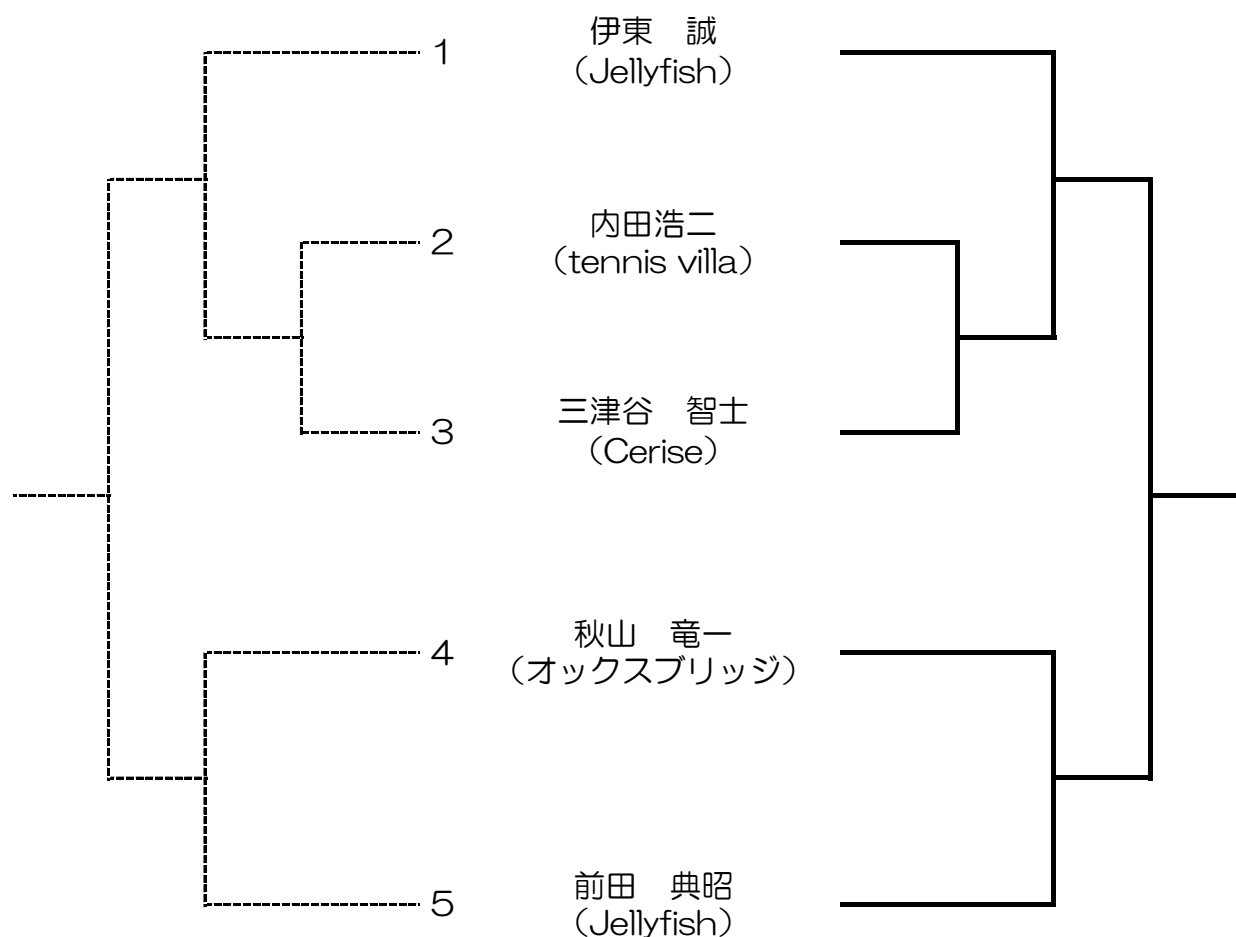 1 伊東　誠
（Jellyfish）
2 内田浩二
（tennis villa）
3 三津谷　智士
（Cerise）
4 秋山　竜一
（オックスブリッジ）
5 前田　典昭
（Jellyfish）